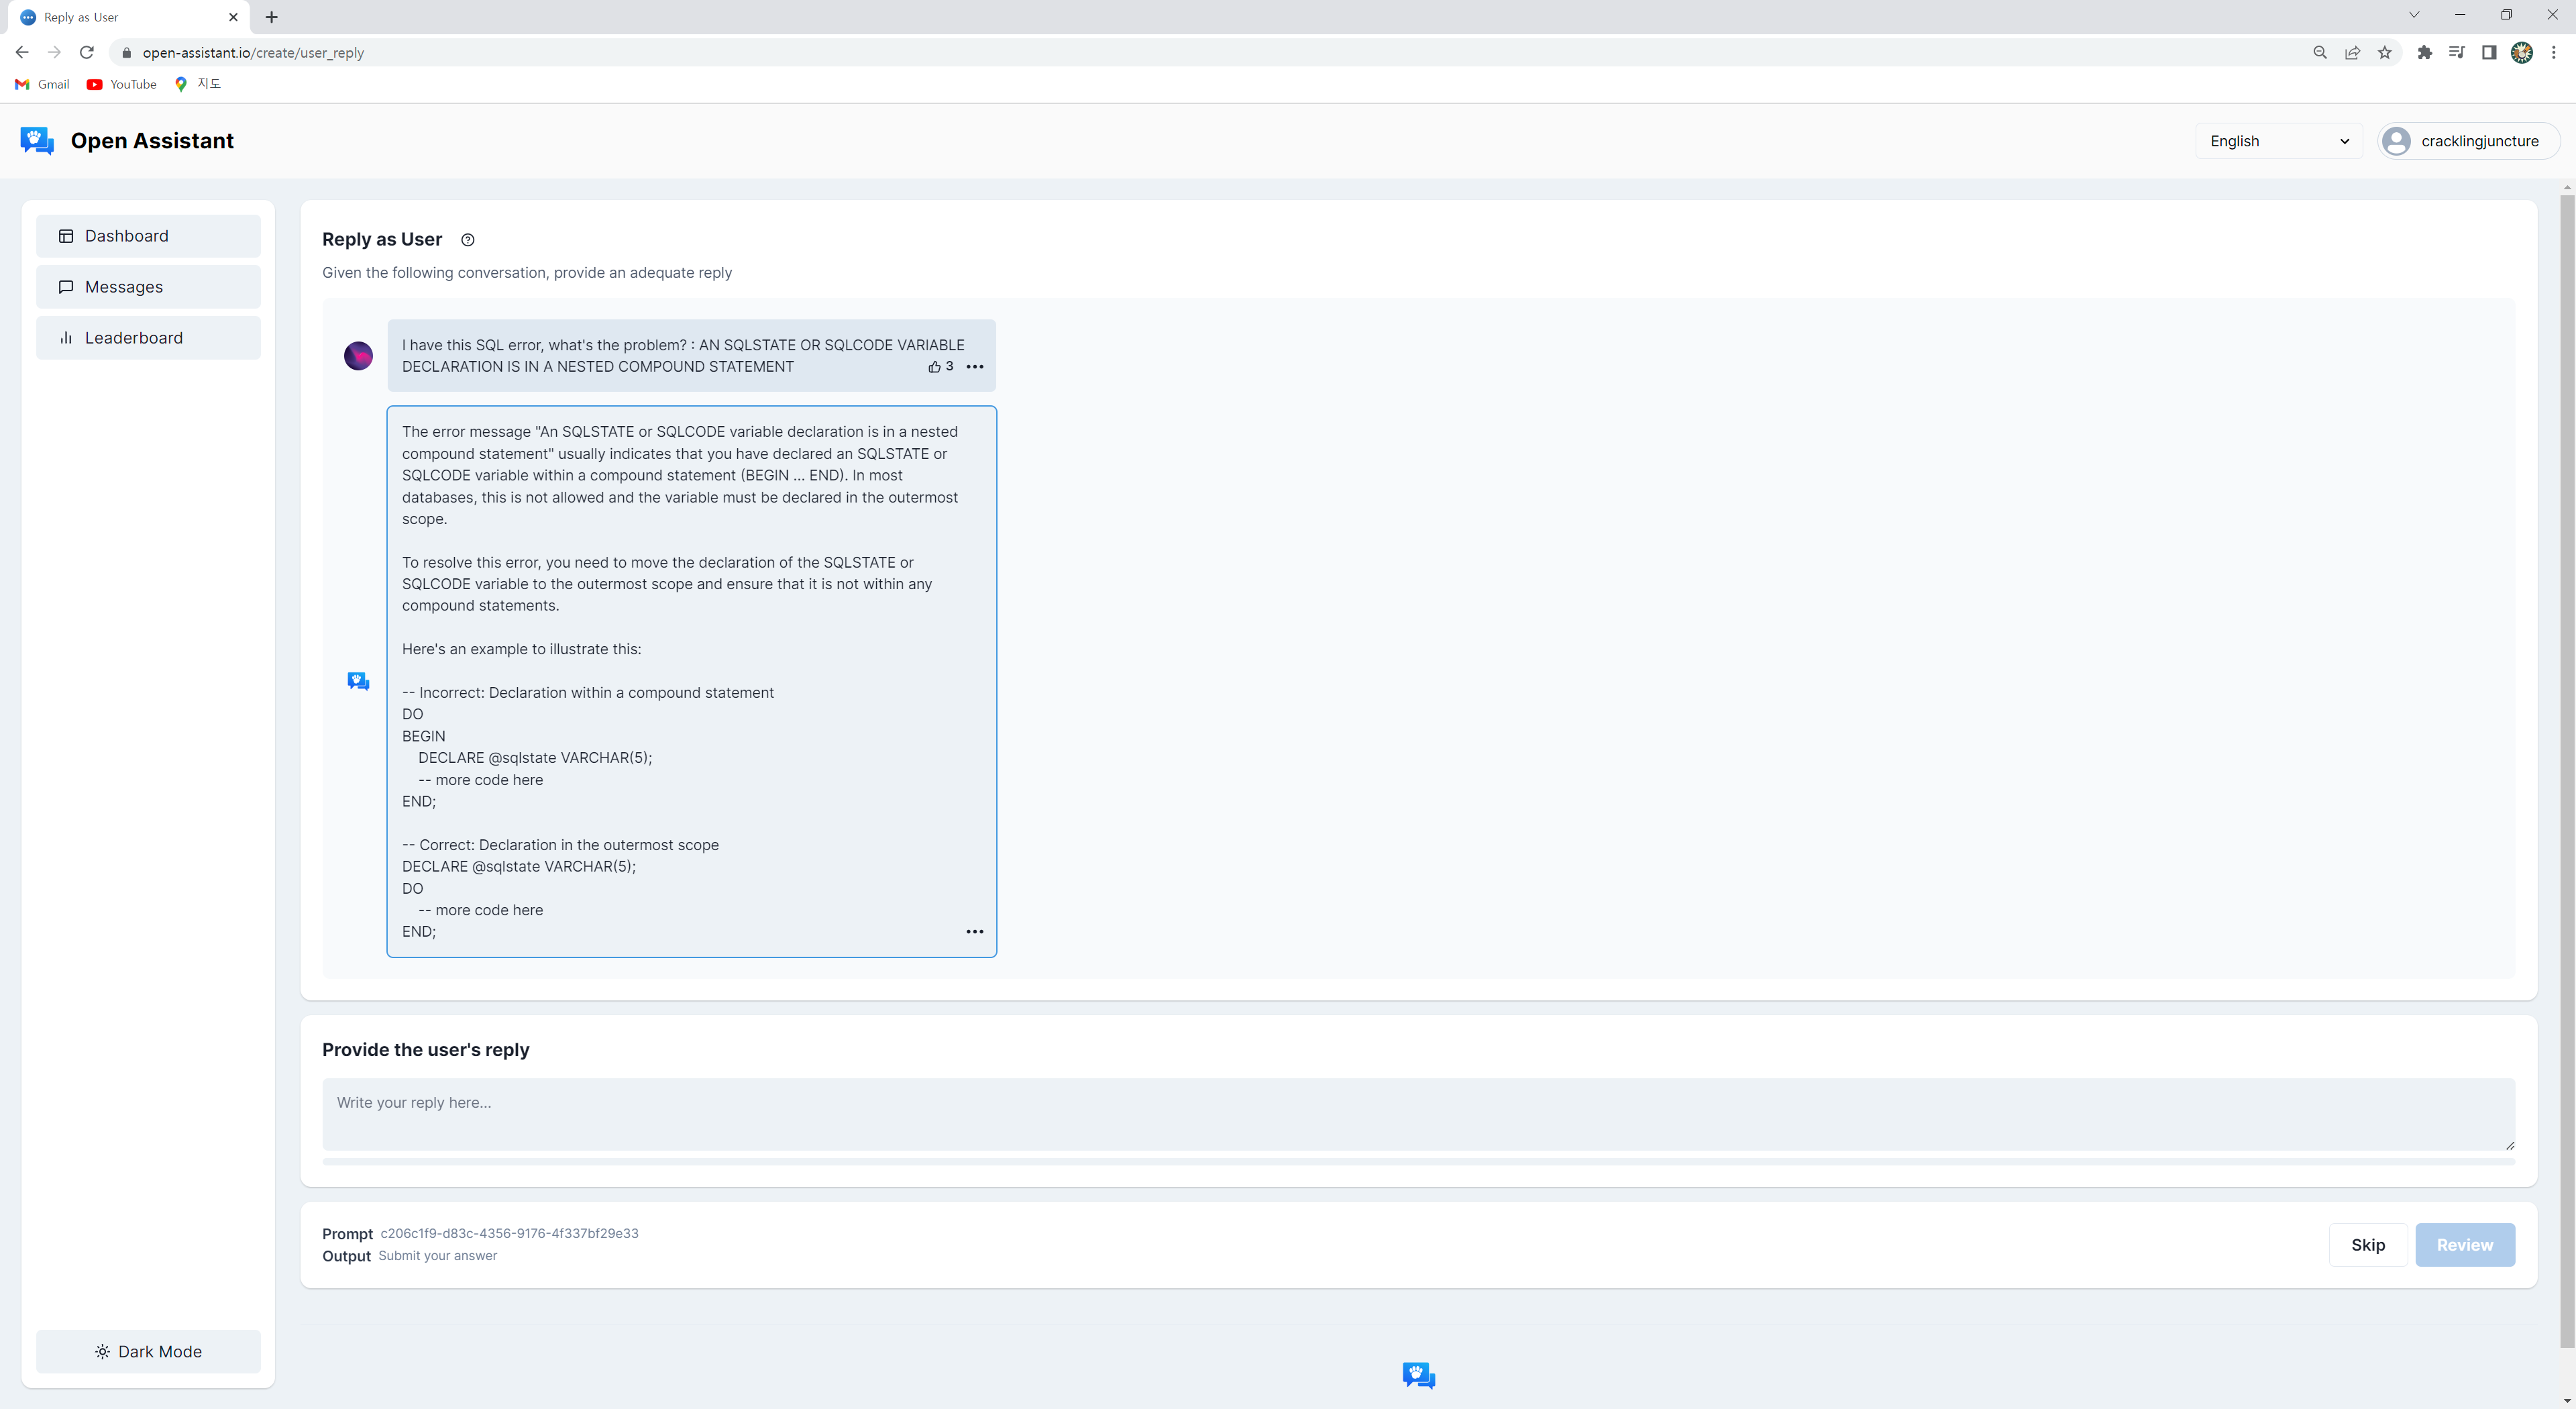 Reply as User
open-assistant.io/create/user_reply
Gmail
YouTube
지도
Open Assistant
English
cracklingjuncture
Dashboard
Messages
Leaderboard
Reply as User
Given the following conversation, provide an adequate reply
I have this SQL error, what's the problem? : AN SQLSTATE OR SQLCODE VARIABLE
DECLARATION IS IN A NESTED COMPOUND STATEMENT
3
The error message "An SQLSTATE or SQLCODE variable declaration is in a nested
compound statement" usually indicates that you have declared an SQLSTATE or
SQLCODE variable within a compound statement (BEGIN ... END). In most
databases, this is not allowed and the variable must be declared in the outermost
scope.
To resolve this error, you need to move the declaration of the SQLSTATE or
SQLCODE variable to the outermost scope and ensure that it is not within any
compound statements.
Here's an example to illustrate this:
-- Incorrect: Declaration within a compound statement
DO
BEGIN
DECLARE @sqlstate VARCHAR(5);
-- more code here
END;
-- Correct: Declaration in the outermost scope
DECLARE @sqlstate VARCHAR(5);
DO
-- more code here
END;
Provide the user's reply
Write your reply here...
Prompt c206c1f9-d83c-4356-9176-4f337bf29e33
Output Submit your answer
Skip
Review
Dark Mode